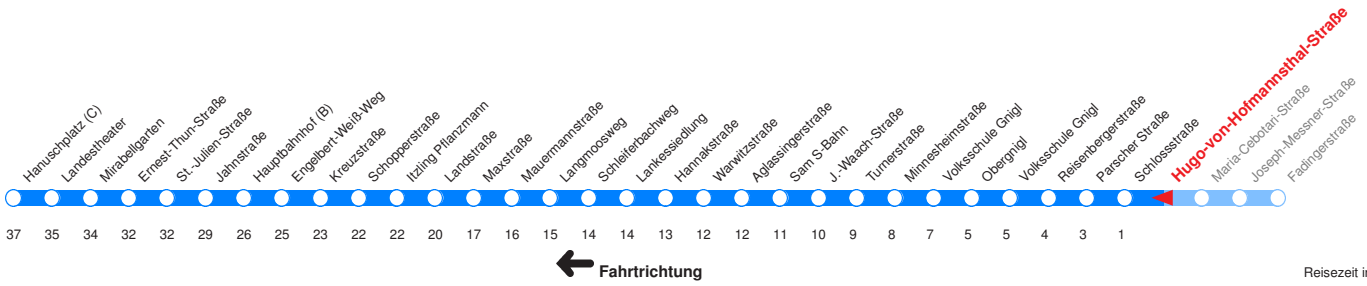 Hanuschplatz (C)
Landestheater
Mirabellgarten
Ernest-Thun-Straße
St.-Julien-Straße
Jahnstraße
Hauptbahnhof (B)
Engelbert-Weiß-Weg
Kreuzstraße
Schopperstraße
Itzling Pflanzmann
Landstraße
Maxstraße
Mauermannstraße
Langmoosweg
Schleiferbachweg
Lankessiedlung
Hannakstraße
Warwitzstraße
Aglassingerstraße
Sam S-Bahn
J.-Waach-Straße
Turnerstraße
Minnesheimstraße
Volksschule Gnigl
Obergnigl
Volksschule Gnigl
Reisenbergerstraße
Parscher Straße
Schlossstraße
Hugo-von-Hofmannsthal-Straße
Maria-Cebotari-Straße
Joseph-Messner-Straße
Fadingerstraße
37 35 34 32 32 29 26 25 23 22 22 20 17 16 15 14 14 13 12 12 11 10 9 8 7 5 5 4 3 1
Fahrtrichtung
Reisezeit in